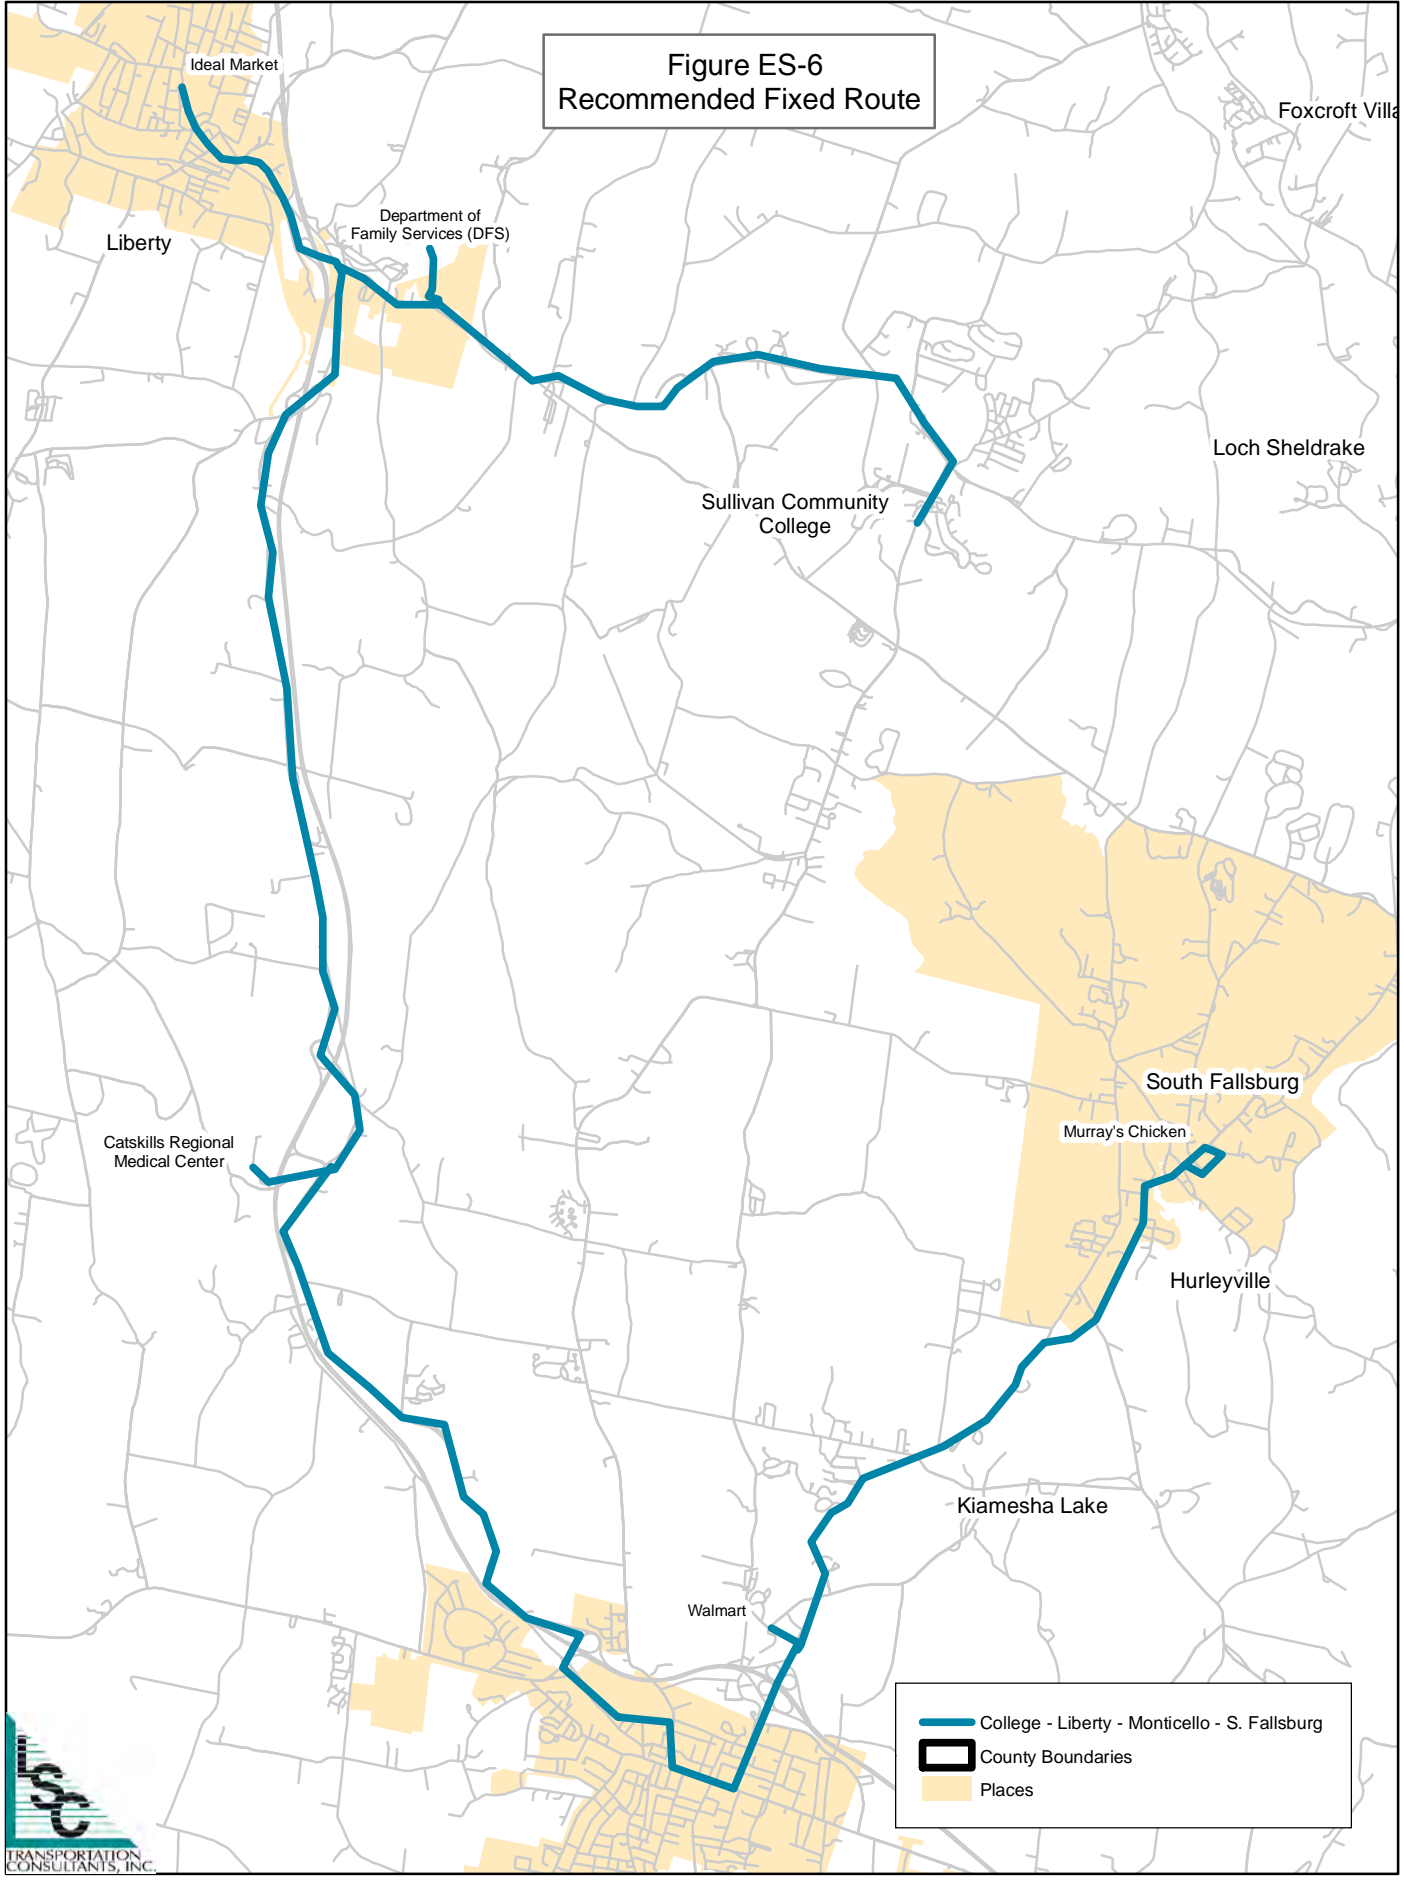 Figure ES-6
Recommended Fixed Route
Ideal Market
Foxcroft Villa
Department of
Family Services (DFS)
Liberty
Loch Sheldrake
Sullivan Community
College
South Fallsburg
Murray's Chicken
Catskills Regional
Medical Center
Hurleyville
Kiamesha Lake
Walmart
College - Liberty - Monticello - S. Fallsburg
County Boundaries
Places
LSC
TRANSPORTATION
CONSULTANTS, INC.